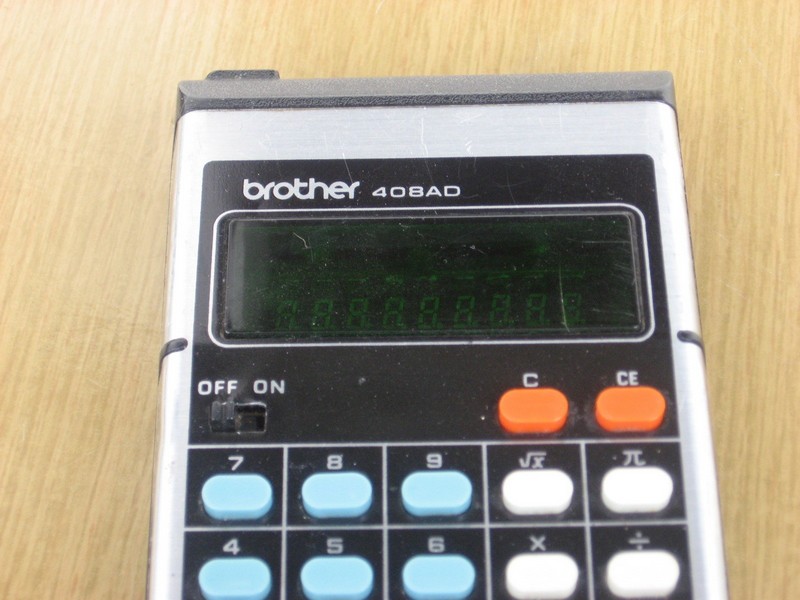 brother 408AD
OFF ON C CE
7 8 9 √x π
4 5 6 × ÷